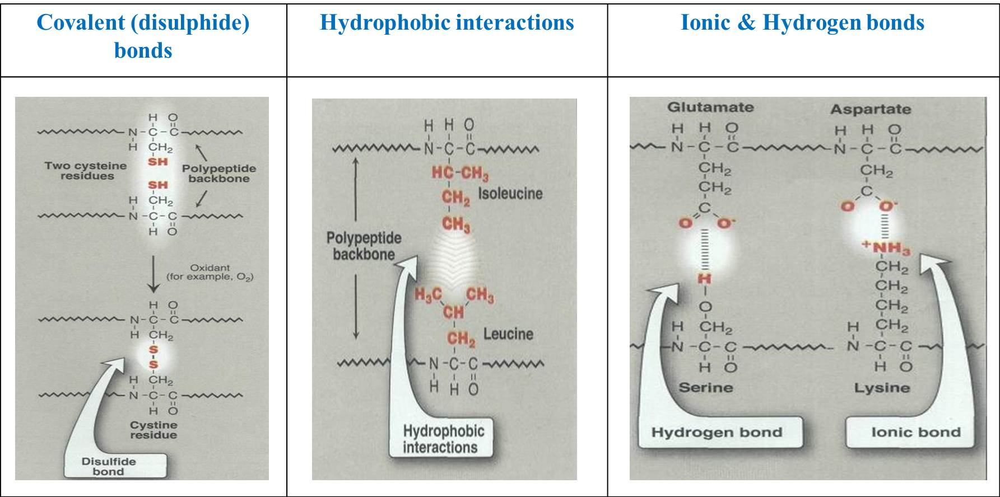 Covalent (disulphide)
bonds
Hydrophobic interactions
Ionic & Hydrogen bonds
H O
N-C-C
H CH₂
SH
Two cysteine
residues
Polypeptide
backbone
SH
H CH₂
N-C-C
H O
Oxidant
(for example, O₂)
H O
N-C-C
H CH₂
S
S
H CH₂
N-C-C
H O
Cystine
residue
Disulfide
bond
H H O
N-C-C
HC-CH₃
CH₂ Isoleucine
CH₃
Polypeptide
backbone
H₃C CH₃
CH
CH₂ Leucine
N-C-C
H H O
Hydrophobic
interactions
Glutamate
H H O
N-C-C
CH₂
CH₂
C
O O⁻
H
O
H CH₂
N-C-C
H O
Serine
Hydrogen bond
Aspartate
H H O
N-C-C
CH₂
C
O O⁻
⁺NH₃
CH₂
CH₂
CH₂
H CH₂
N-C-C
H O
Lysine
Ionic bond